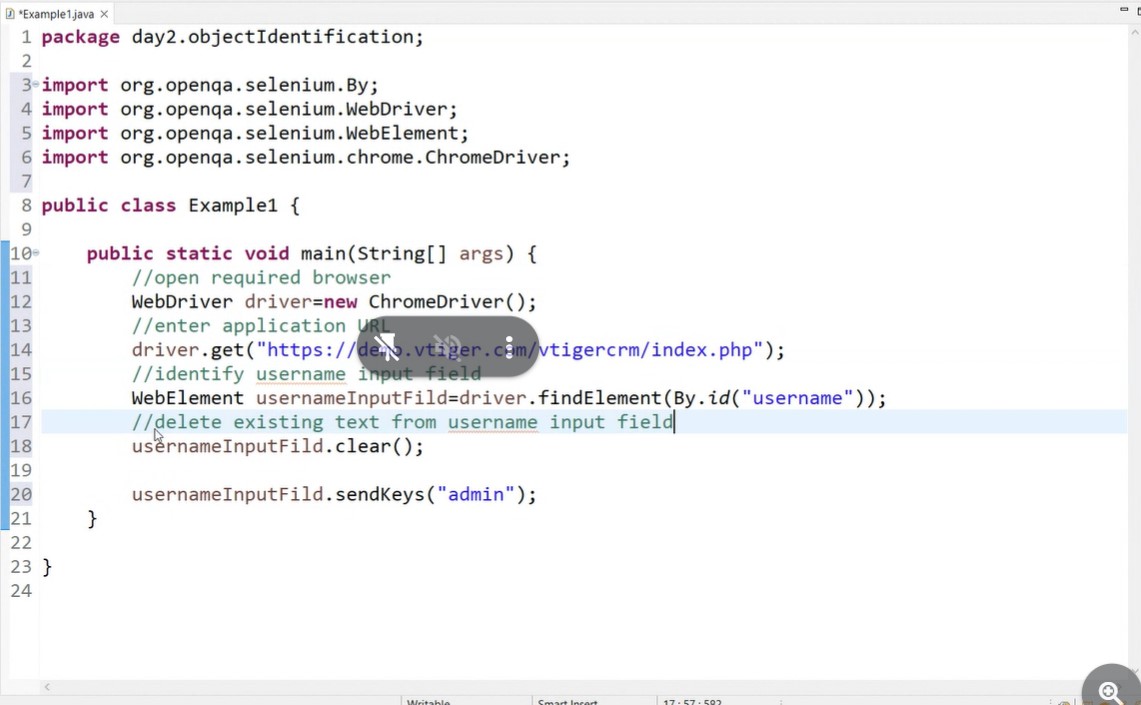 *Example1.java
1 package day2.objectIdentification;
2
3 import org.openqa.selenium.By;
4 import org.openqa.selenium.WebDriver;
5 import org.openqa.selenium.WebElement;
6 import org.openqa.selenium.chrome.ChromeDriver;
7
8 public class Example1 {
9
10 public static void main(String[] args) {
11 //open required browser
12 WebDriver driver=new ChromeDriver();
13 //enter application URL
14 driver.get("https://demo.vtiger.com/vtigercrm/index.php");
15 //identify username input field
16 WebElement usernameInputFild=driver.findElement(By.id("username"));
17 //delete existing text from username input field
18 usernameInputFild.clear();
19
20 usernameInputFild.sendKeys("admin");
21 }
22
23 }
24
Writable Smart Insert 17 : 57 : 582